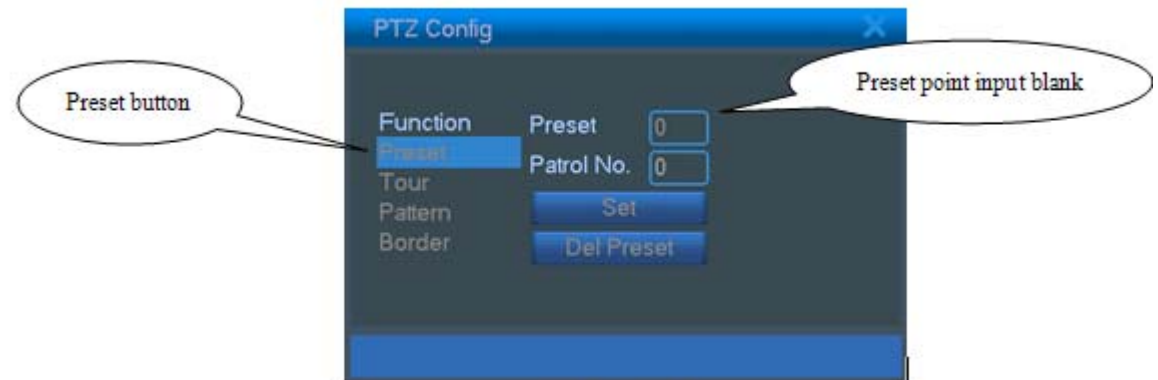 PTZ Config
Preset button
Preset point input blank
Function
Preset
Tour
Pattern
Border
Preset 0
Patrol No. 0
Set
Del Preset